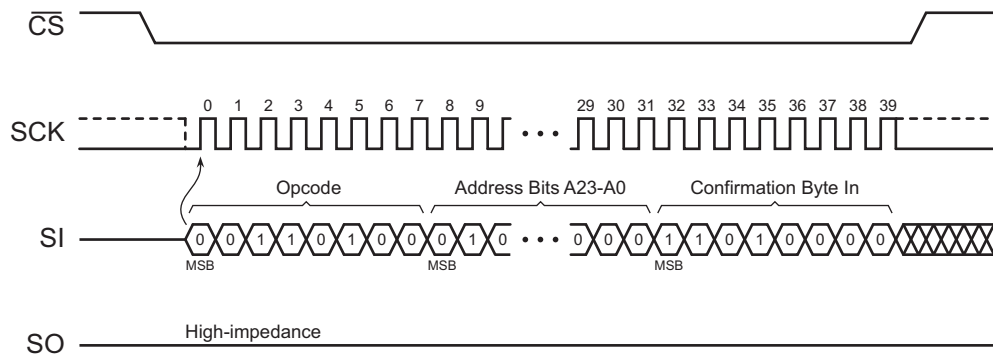 CS
SCK
0 1 2 3 4 5 6 7 8 9 29 30 31 32 33 34 35 36 37 38 39
Opcode Address Bits A23-A0 Confirmation Byte In
SI
0 0 1 1 0 1 0 0 0 1 0 0 0 0 1 1 0 1 0 0 0 0
MSB MSB MSB
High-impedance
SO